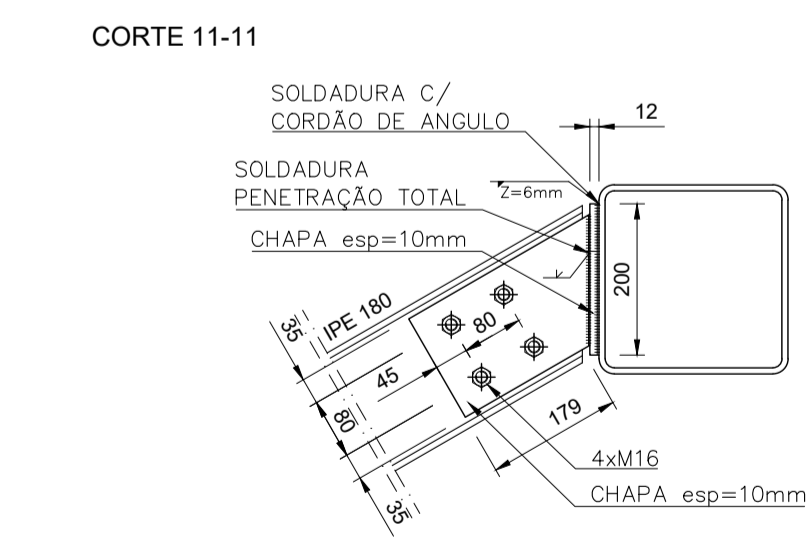 CORTE 11-11
SOLDADURA C/
CORDÃO DE ANGULO
12
SOLDADURA
PENETRAÇÃO TOTAL
Z=6mm
CHAPA esp=10mm
200
IPE 180
35
80
45
80
179
35
4xM16
CHAPA esp=10mm